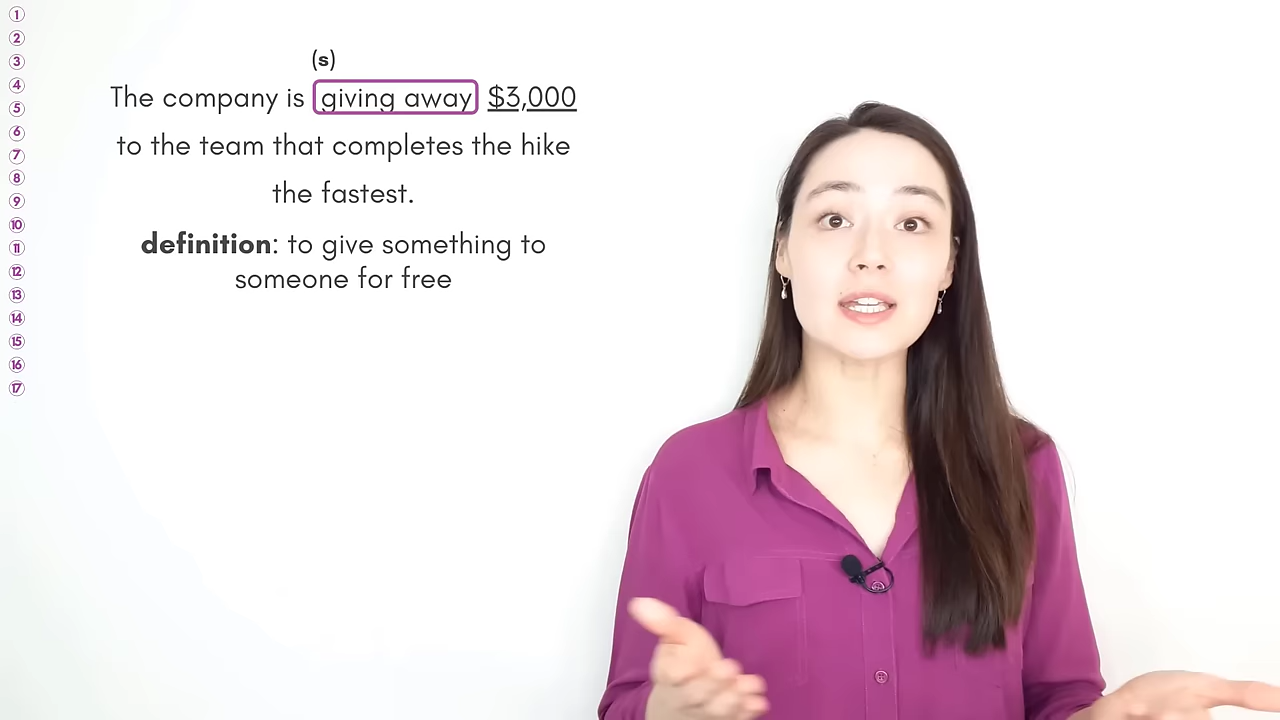 ①
②
③
④
⑤
⑥
⑦
⑧
⑨
⑩
⑪
⑫
⑬
⑭
⑮
⑯
⑰
(s)
The company is giving away $3,000
to the team that completes the hike
the fastest.
definition: to give something to
someone for free